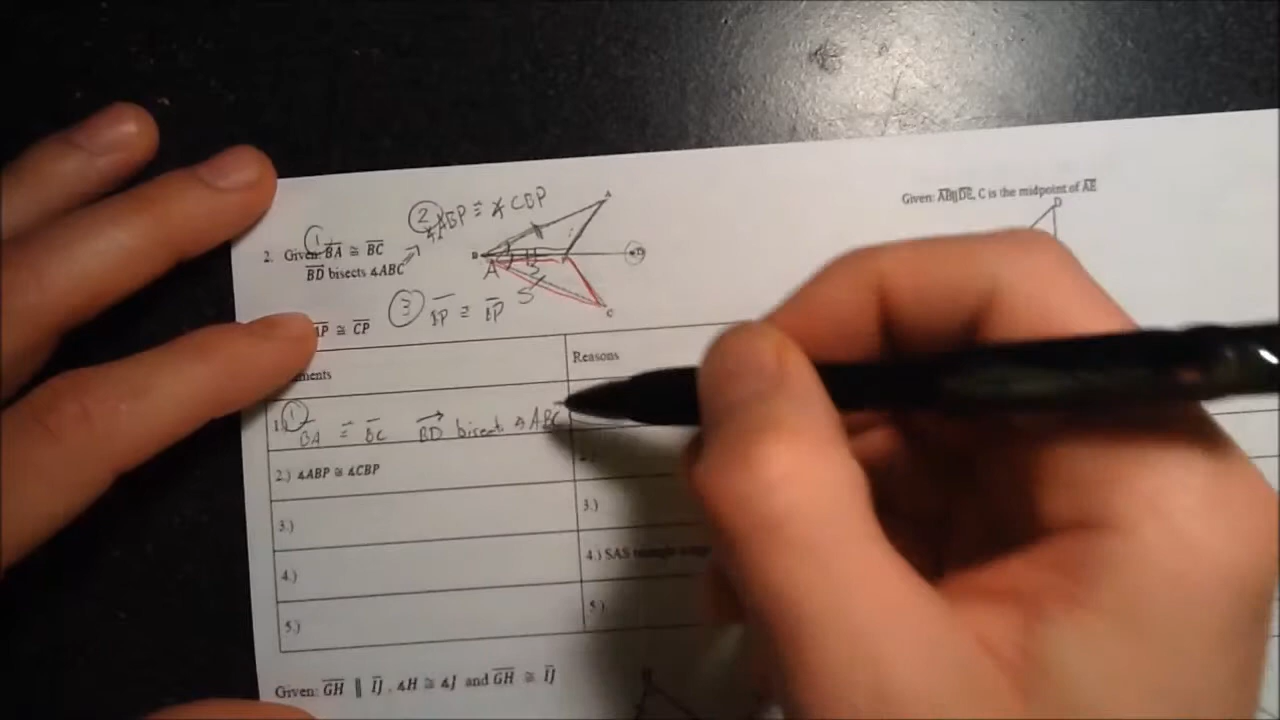 ② ∡ABP ≅ ∡CBP
2. Given: ① BA ≅ BC
BD bisects ∡ABC
③ BP ≅ BP
AP ≅ CP
A
B
D
A
S
S
C
Given: AB||DE, C is the midpoint of AE
D
Reasons
1.) ① BA ≅ BC BD bisects ∡ABC
2.) ∡ABP ≅ ∡CBP
3.)
3.)
4.)
4.) SAS
5.)
5.)
Given: GH ∥ IJ, ∡H ≅ ∡J and GH ≅ IJ
H